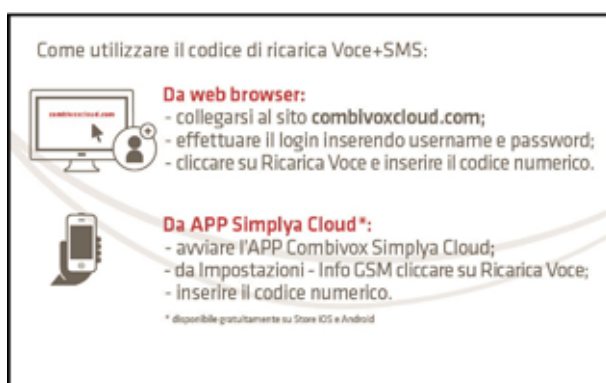 Come utilizzare il codice di ricarica Voce+SMS:
combivoxcloud.com
Da web browser:
- collegarsi al sito combivoxcloud.com;
- effettuare il login inserendo username e password;
- cliccare su Ricarica Voce e inserire il codice numerico.
Da APP Simplya Cloud*:
- avviare l'APP Combivox Simplya Cloud;
- da Impostazioni - Info GSM cliccare su Ricarica Voce;
- inserire il codice numerico.
* disponibile gratuitamente su Store iOS e Android